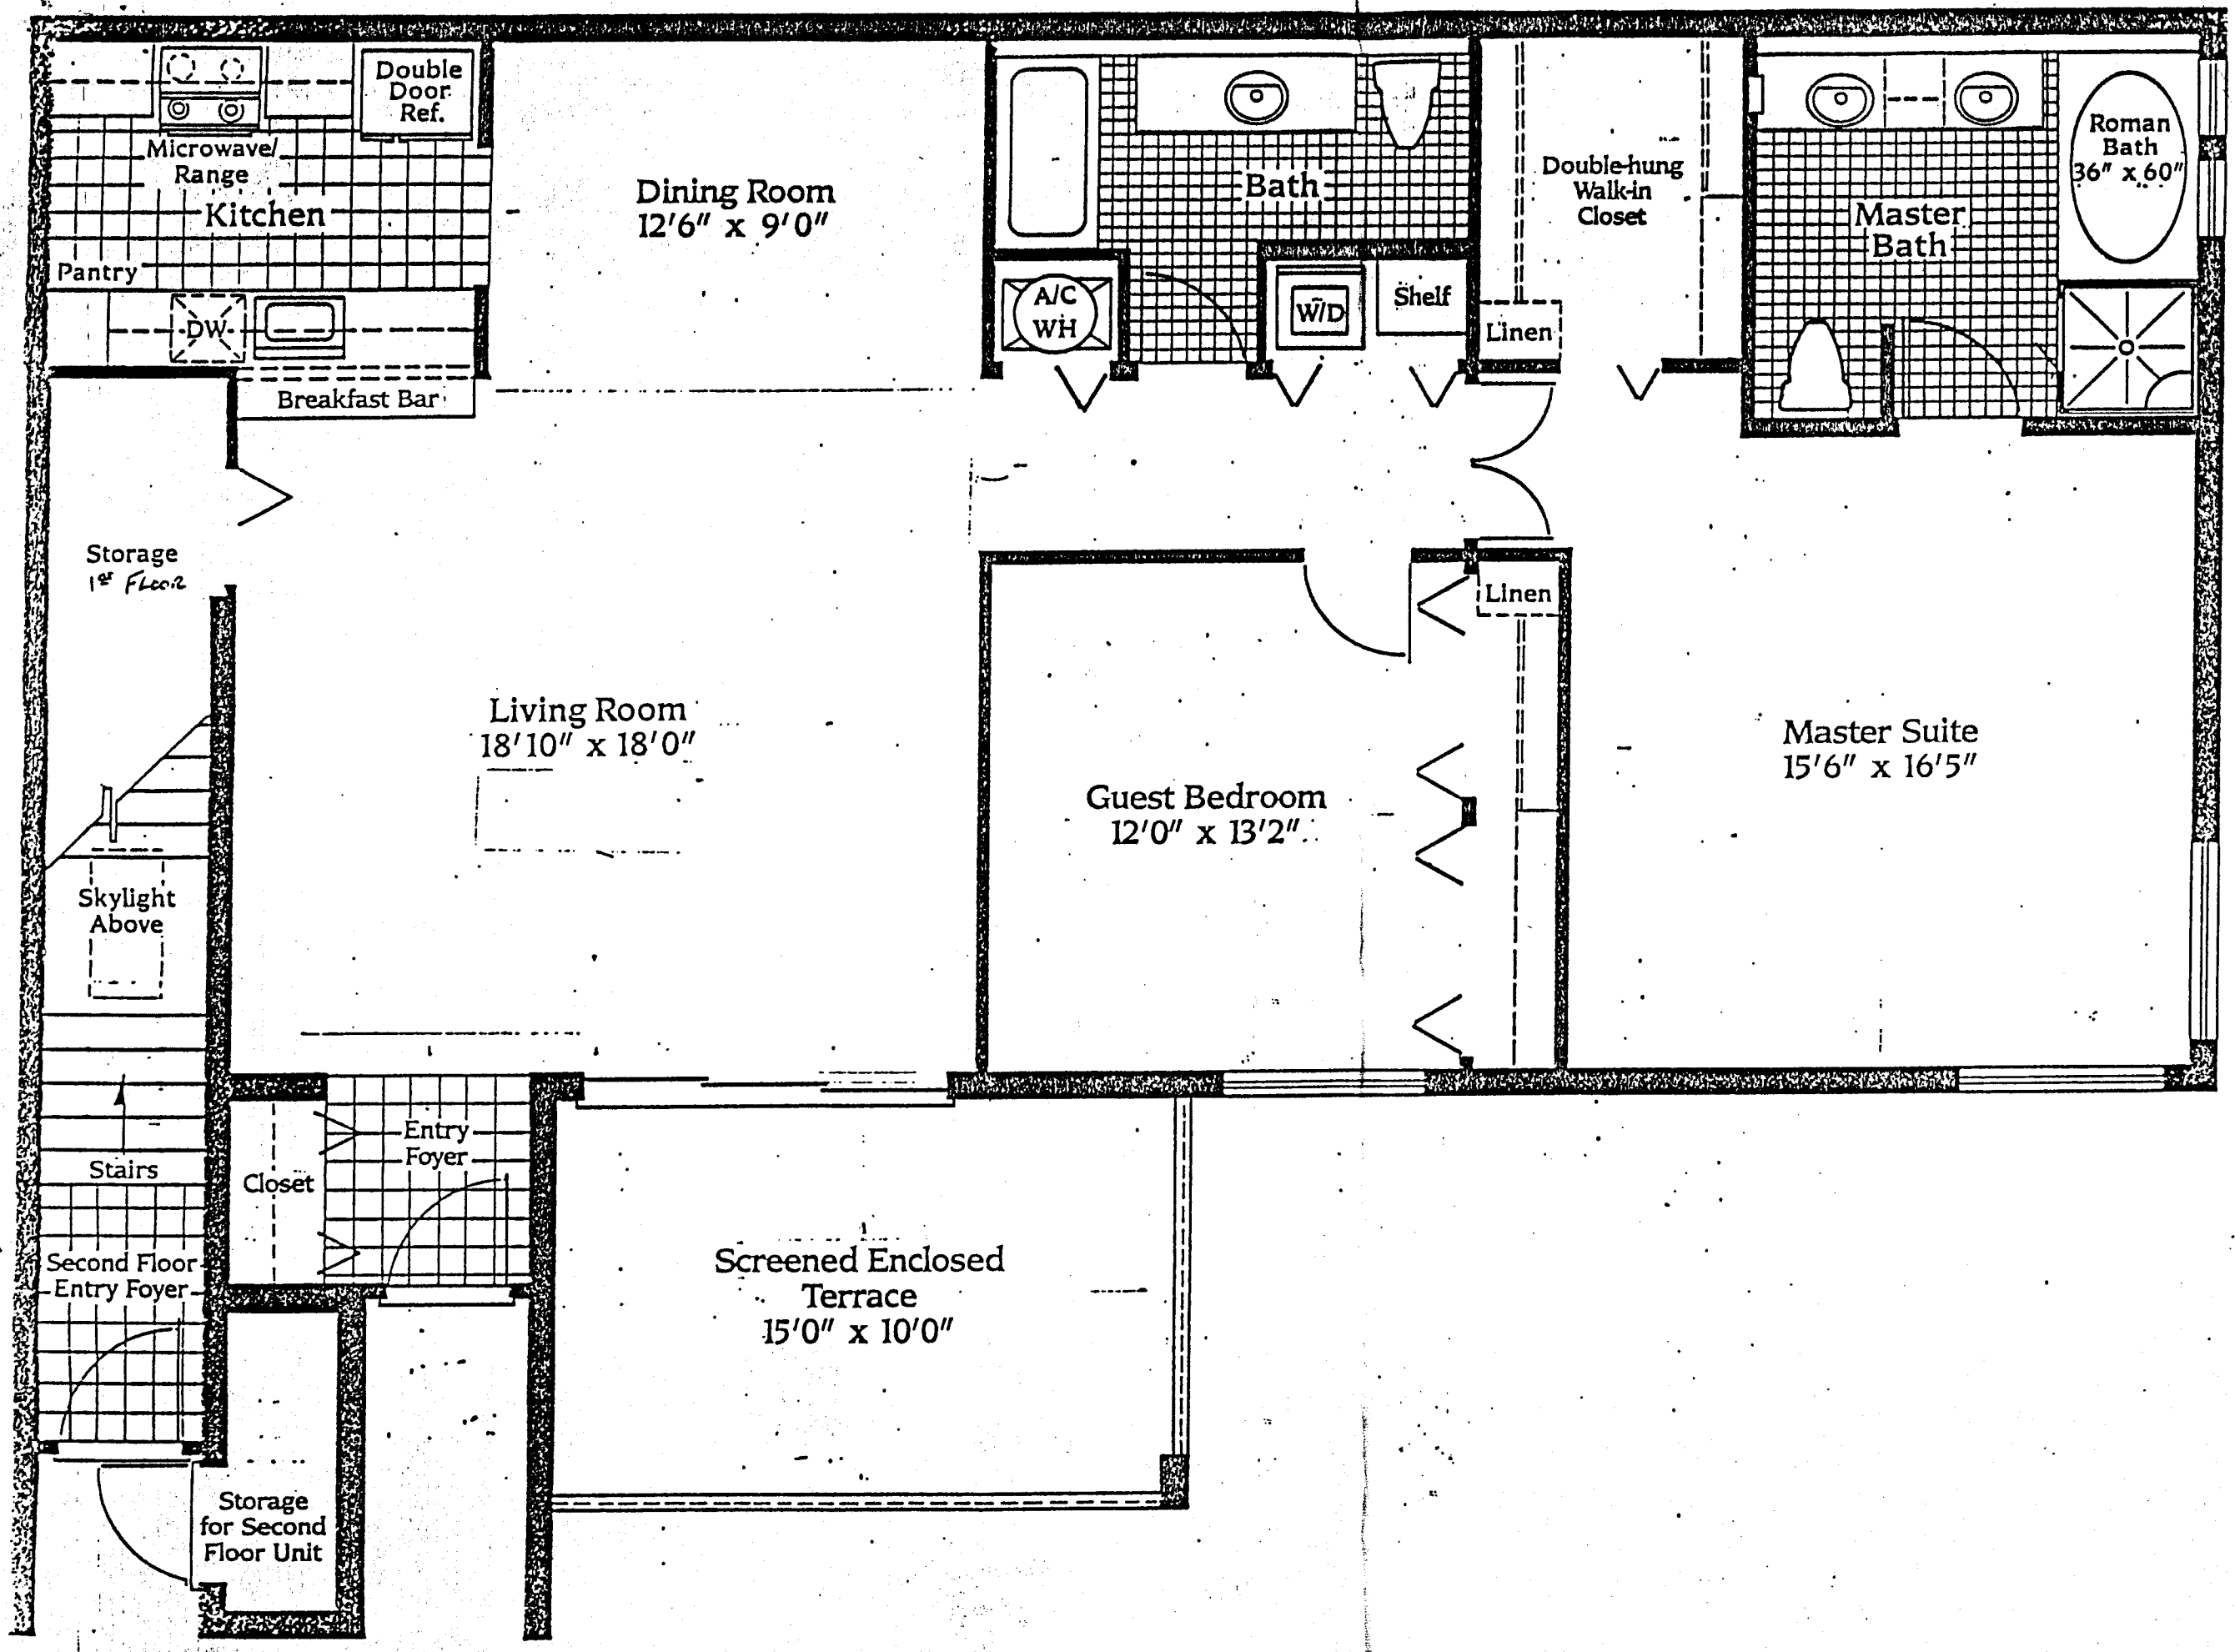 Double
Door
Ref.
Microwave/
Range
Kitchen
Pantry
DW
Breakfast Bar
Dining Room
12'6" x 9'0"
Bath
A/C
WH
W/D
Shelf
Double-hung
Walk-in
Closet
Linen
Master
Bath
Roman
Bath
36" x 60"
Storage
1st FLOOR
Linen
Living Room
18'10" x 18'0"
Guest Bedroom
12'0" x 13'2"
Master Suite
15'6" x 16'5"
Skylight
Above
Stairs
Closet
Entry
Foyer
Second Floor
Entry Foyer
Screened Enclosed
Terrace
15'0" x 10'0"
Storage
for Second
Floor Unit